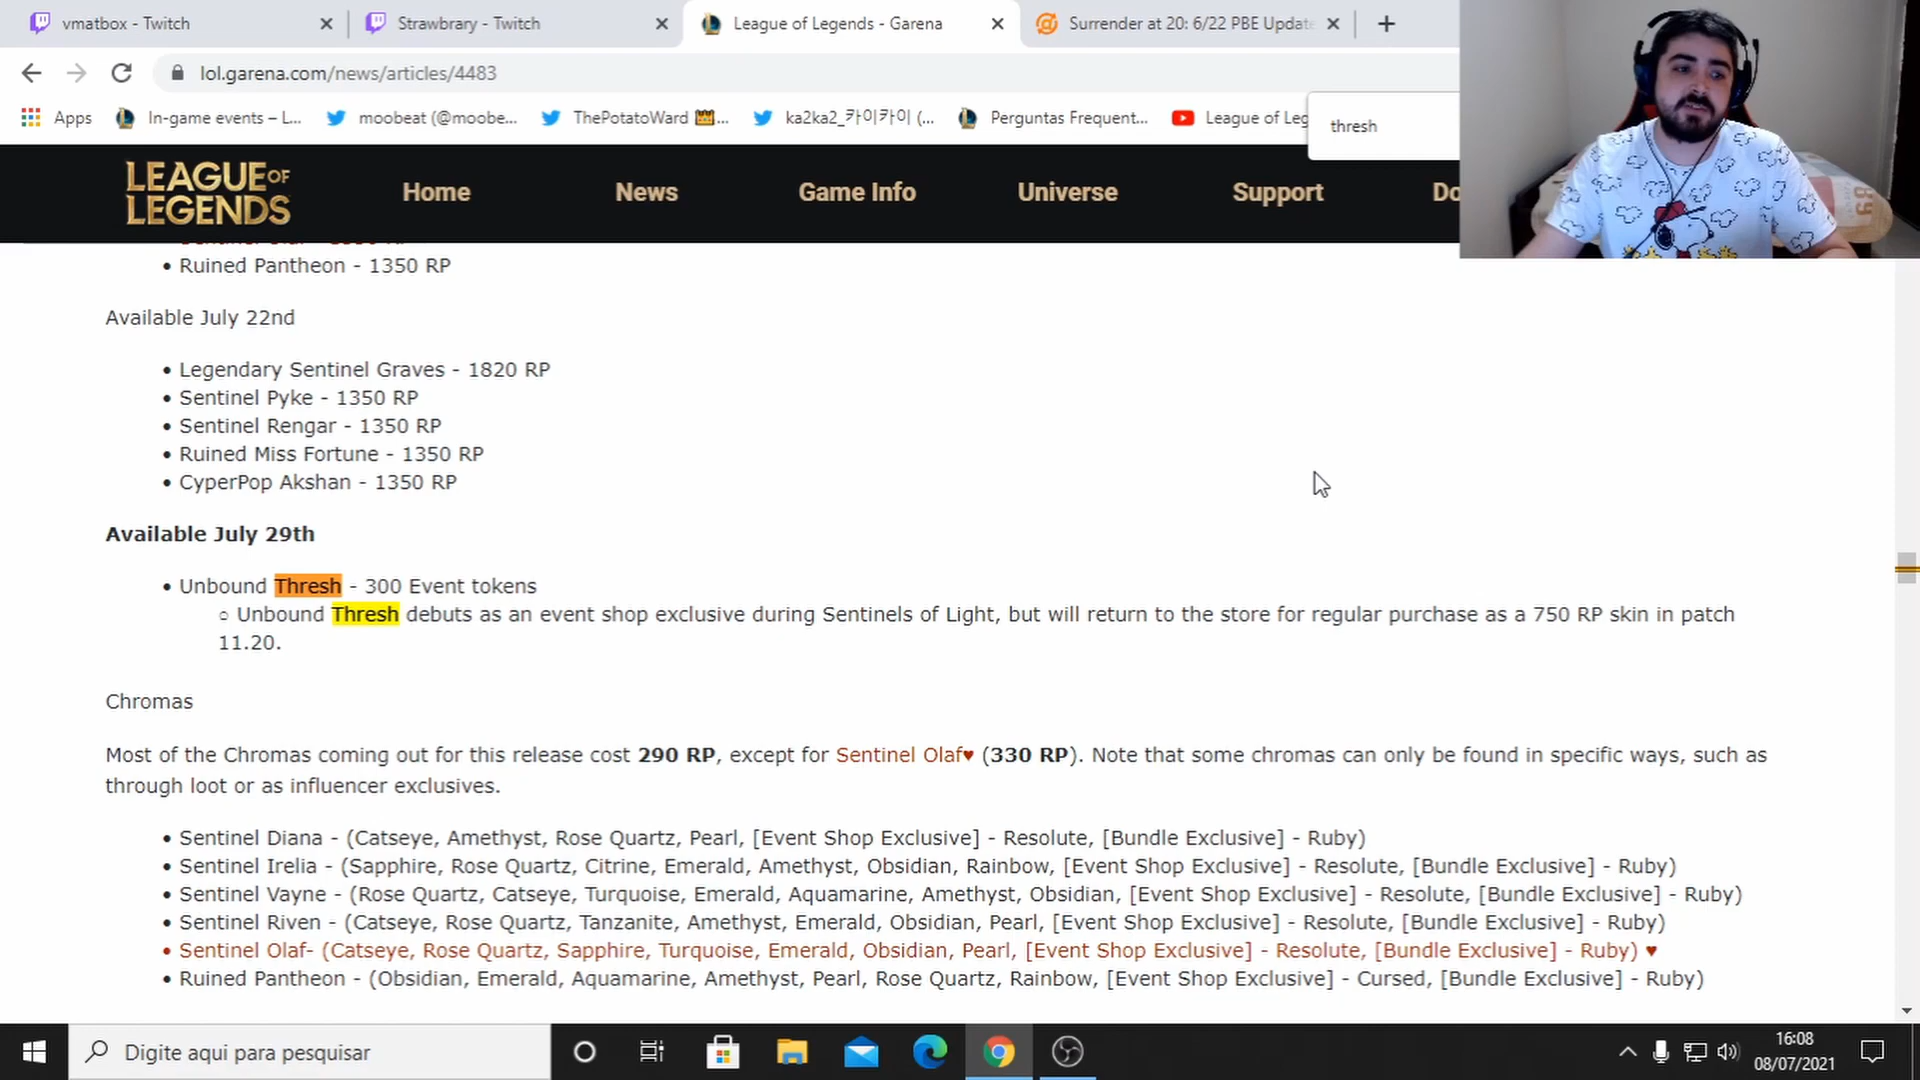 vmatbox - Twitch
Strawbrary - Twitch
League of Legends - Garena
Surrender at 20: 6/22 PBE Update
lol.garena.com/news/articles/4483
Apps
In-game events – L...
moobeat (@moobe...
ThePotatoWard 👑...
ka2ka2_카이카이 (...
Perguntas Frequent...
League of Leg
thresh
LEAGUE OF
LEGENDS
Home
News
Game Info
Universe
Support
Do
• Ruined Pantheon - 1350 RP
Available July 22nd
• Legendary Sentinel Graves - 1820 RP
• Sentinel Pyke - 1350 RP
• Sentinel Rengar - 1350 RP
• Ruined Miss Fortune - 1350 RP
• CyperPop Akshan - 1350 RP
Available July 29th
• Unbound Thresh - 300 Event tokens
○ Unbound Thresh debuts as an event shop exclusive during Sentinels of Light, but will return to the store for regular purchase as a 750 RP skin in patch
11.20.
Chromas
Most of the Chromas coming out for this release cost 290 RP, except for Sentinel Olaf♥ (330 RP). Note that some chromas can only be found in specific ways, such as
through loot or as influencer exclusives.
• Sentinel Diana - (Catseye, Amethyst, Rose Quartz, Pearl, [Event Shop Exclusive] - Resolute, [Bundle Exclusive] - Ruby)
• Sentinel Irelia - (Sapphire, Rose Quartz, Citrine, Emerald, Amethyst, Obsidian, Rainbow, [Event Shop Exclusive] - Resolute, [Bundle Exclusive] - Ruby)
• Sentinel Vayne - (Rose Quartz, Catseye, Turquoise, Emerald, Aquamarine, Amethyst, Obsidian, [Event Shop Exclusive] - Resolute, [Bundle Exclusive] - Ruby)
• Sentinel Riven - (Catseye, Rose Quartz, Tanzanite, Amethyst, Emerald, Obsidian, Pearl, [Event Shop Exclusive] - Resolute, [Bundle Exclusive] - Ruby)
• Sentinel Olaf- (Catseye, Rose Quartz, Sapphire, Turquoise, Emerald, Obsidian, Pearl, [Event Shop Exclusive] - Resolute, [Bundle Exclusive] - Ruby) ♥
• Ruined Pantheon - (Obsidian, Emerald, Aquamarine, Amethyst, Pearl, Rose Quartz, Rainbow, [Event Shop Exclusive] - Cursed, [Bundle Exclusive] - Ruby)
Digite aqui para pesquisar
16:08
08/07/2021